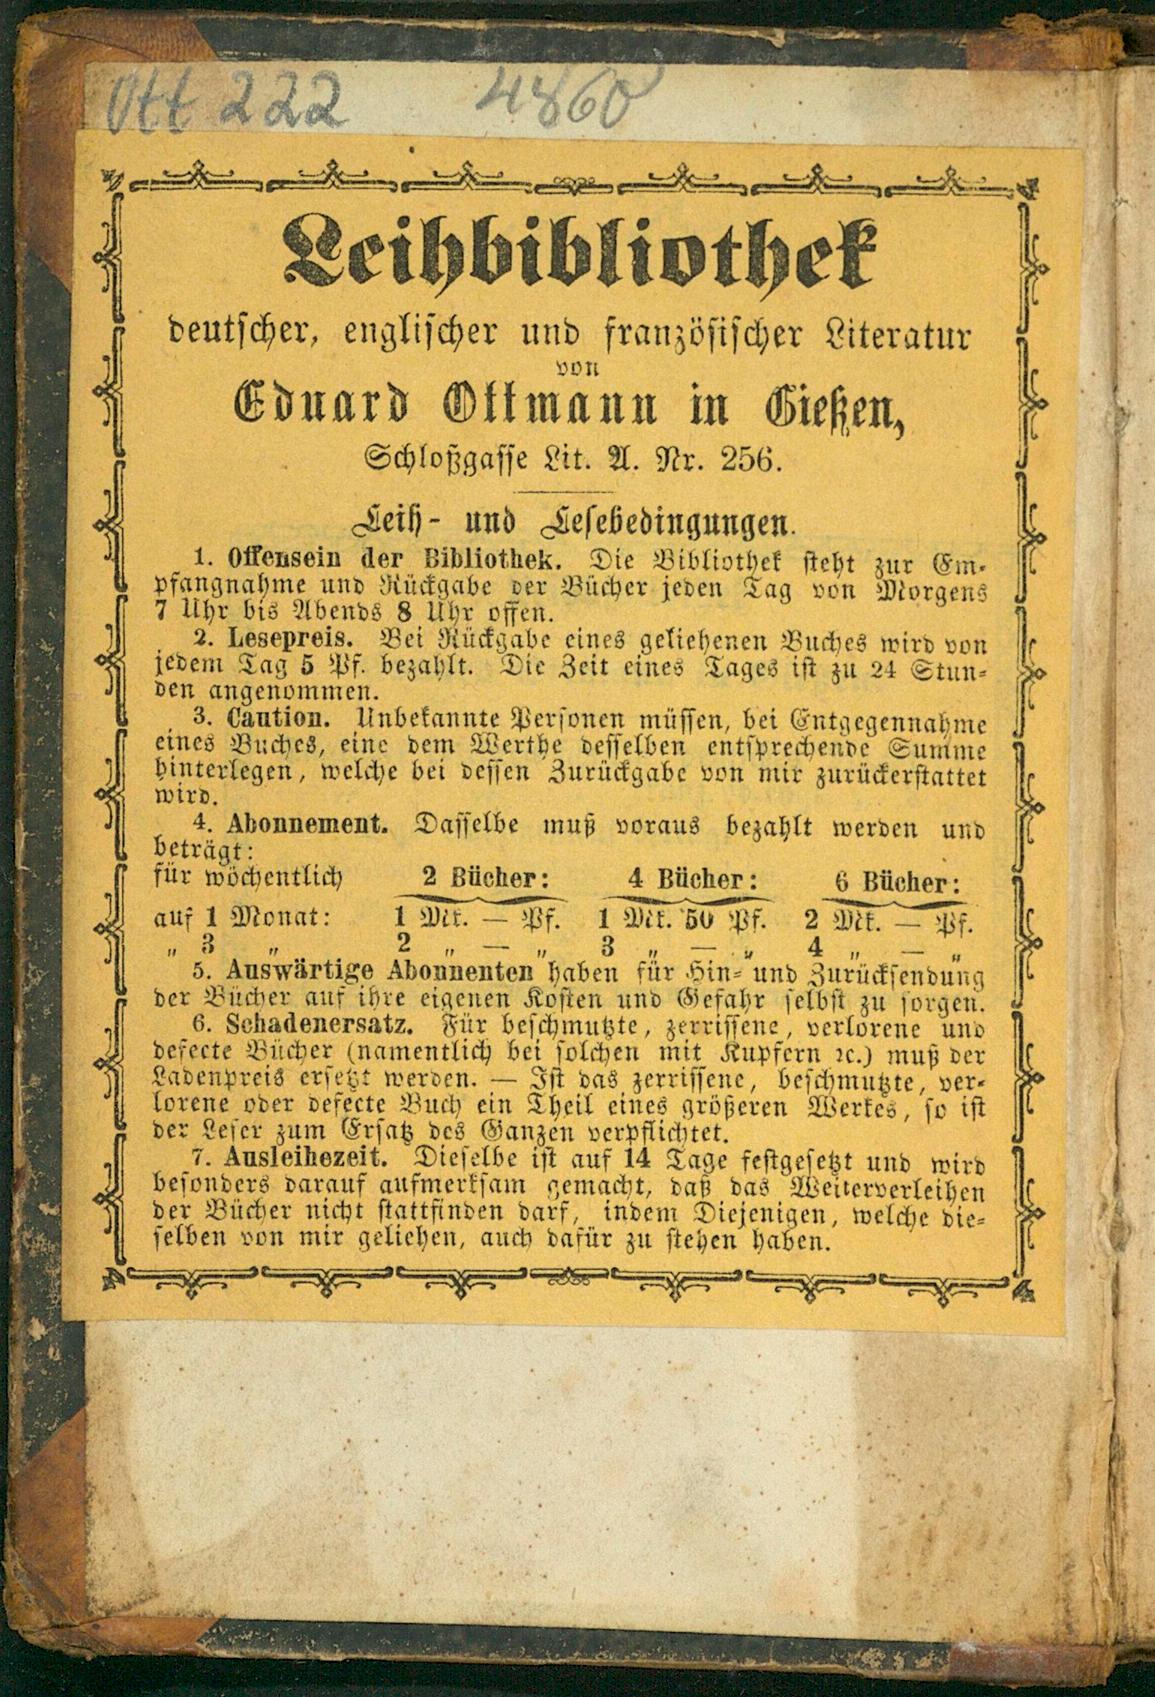 Ott 222 4860
Leihbibliothek
deutscher, englischer und französischer Literatur
von
Eduard Ottmann in Gießen,
Schloßgasse Lit. A. Nr. 256.
Leih- und Lesebedingungen.
1. Offensein der Bibliothek. Die Bibliothek steht zur Em-
pfangnahme und Rückgabe der Bücher jeden Tag von Morgens
7 Uhr bis Abends 8 Uhr offen.
2. Lesepreis. Bei Rückgabe eines geliehenen Buches wird von
jedem Tag 5 Pf. bezahlt. Die Zeit eines Tages ist zu 24 Stun-
den angenommen.
3. Caution. Unbekannte Personen müssen, bei Entgegennahme
eines Buches, eine dem Werthe desselben entsprechende Summe
hinterlegen, welche bei dessen Zurückgabe von mir zurückerstattet
wird.
4. Abonnement. Dasselbe muß voraus bezahlt werden und
beträgt:
für wöchentlich 2 Bücher: 4 Bücher: 6 Bücher:
auf 1 Monat: 1 Mk. — Pf. 1 Mk. 50 Pf. 2 Mk. — Pf.
„ 3 „ 2 „ — „ 3 „ — „ 4 „ — „
5. Auswärtige Abonnenten haben für Hin- und Zurücksendung
der Bücher auf ihre eigenen Kosten und Gefahr selbst zu sorgen.
6. Schadenersatz. Für beschmutzte, zerrissene, verlorene und
defecte Bücher (namentlich bei solchen mit Kupfern ꝛc.) muß der
Ladenpreis ersetzt werden. — Ist das zerrissene, beschmutzte, ver-
lorene oder defecte Buch ein Theil eines größeren Werkes, so ist
der Leser zum Ersatz des Ganzen verpflichtet.
7. Ausleihezeit. Dieselbe ist auf 14 Tage festgesetzt und wird
besonders darauf aufmerksam gemacht, daß das Weiterverleihen
der Bücher nicht stattfinden darf, indem Diejenigen, welche die-
selben von mir geliehen, auch dafür zu stehen haben.